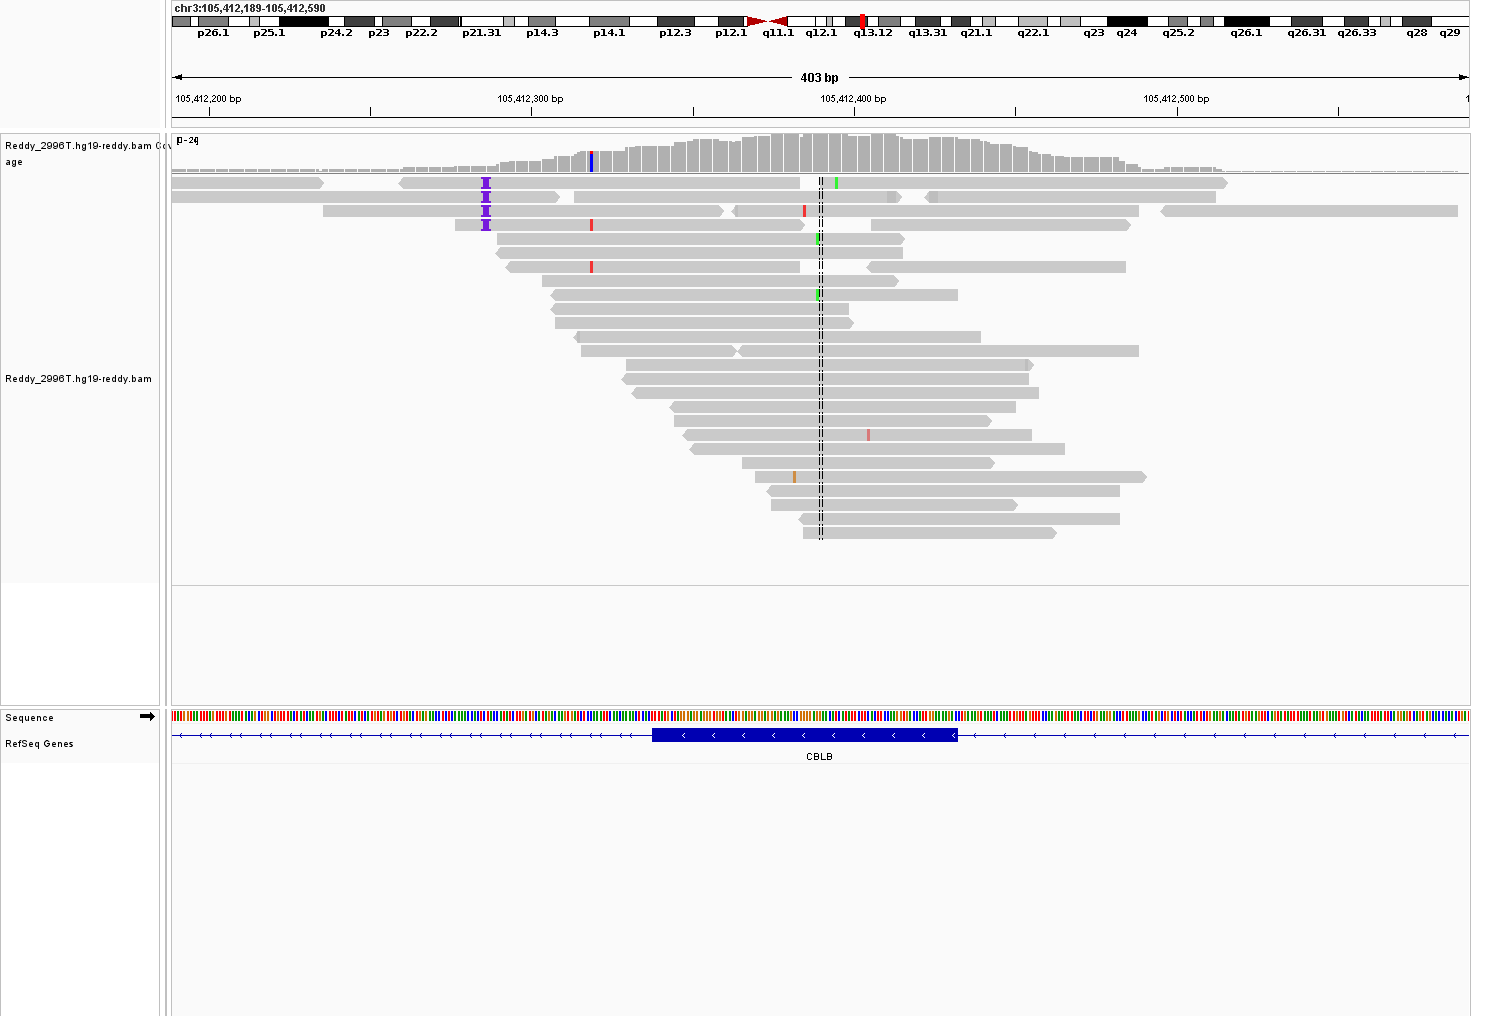 chr3:105,412,189-105,412,590
p26.1 p25.1 p24.2 p23 p22.2 p21.31 p14.3 p14.1 p12.3 p12.1 q11.1 q12.1 q13.12 q13.31 q21.1 q22.1 q23 q24 q25.2 q26.1 q26.31 q26.33 q28 q29
403 bp
105,412,200 bp 105,412,300 bp 105,412,400 bp 105,412,500 bp 1
Reddy_2996T.hg19-reddy.bam Cov
age
[0-24]
Reddy_2996T.hg19-reddy.bam
Sequence
RefSeq Genes
CBLB